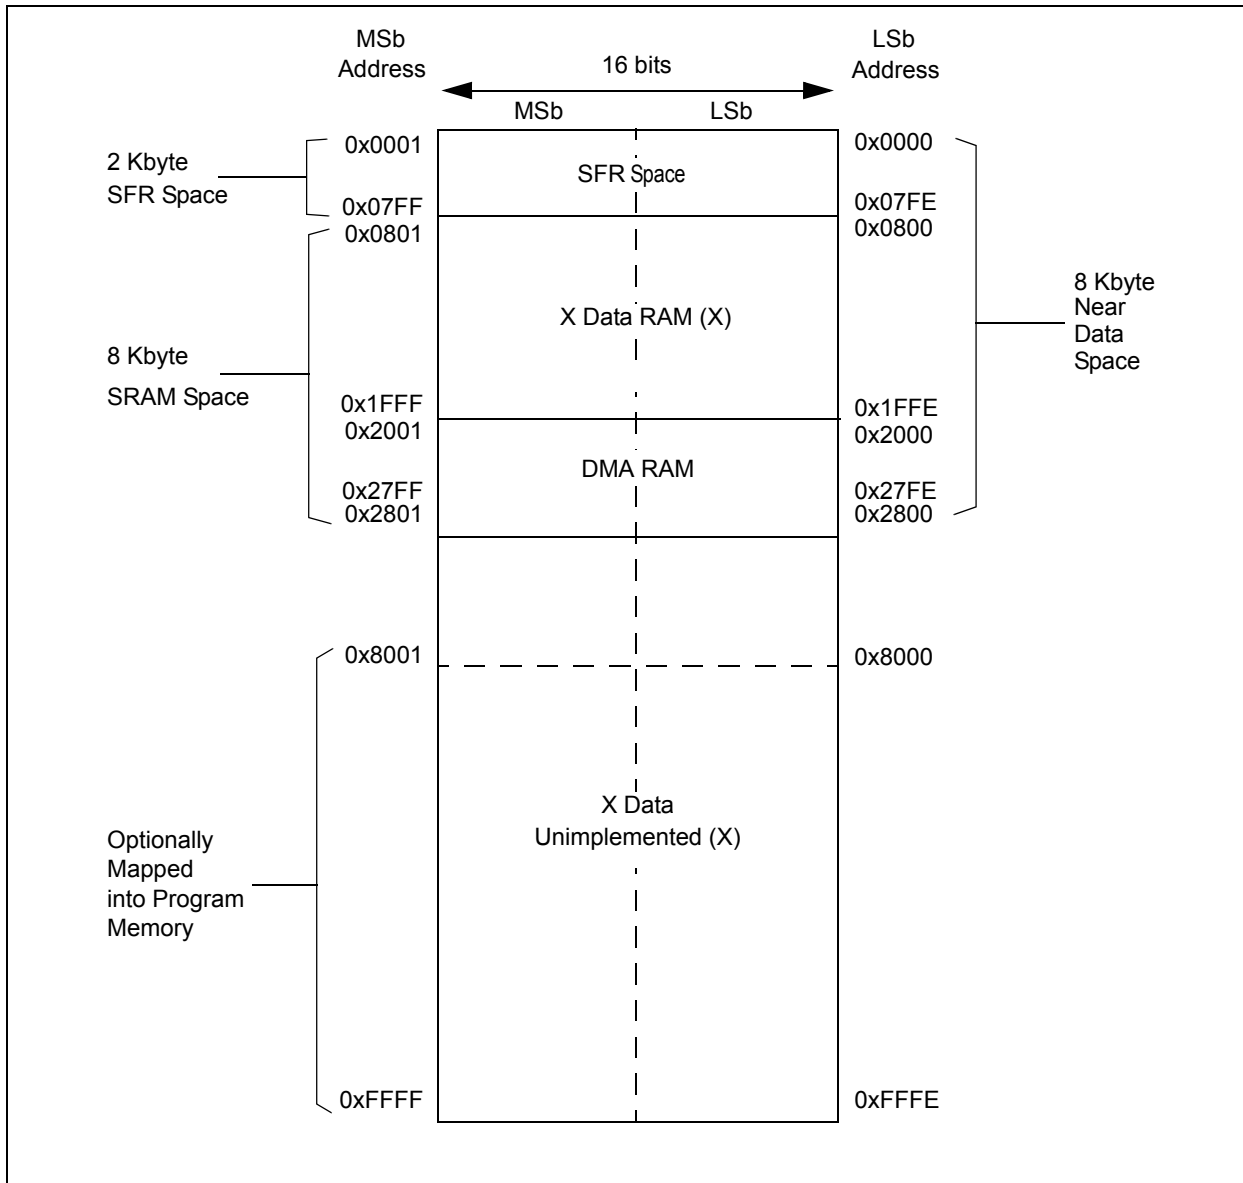 MSb
Address
16 bits
LSb
Address
MSb
LSb
2 Kbyte
SFR Space
0x0001
0x0000
SFR Space
0x07FF
0x07FE
0x0801
0x0800
8 Kbyte
SRAM Space
X Data RAM (X)
8 Kbyte
Near
Data
Space
0x1FFF
0x1FFE
0x2001
0x2000
DMA RAM
0x27FF
0x27FE
0x2801
0x2800
0x8001
0x8000
Optionally
Mapped
into Program
Memory
X Data
Unimplemented (X)
0xFFFF
0xFFFE